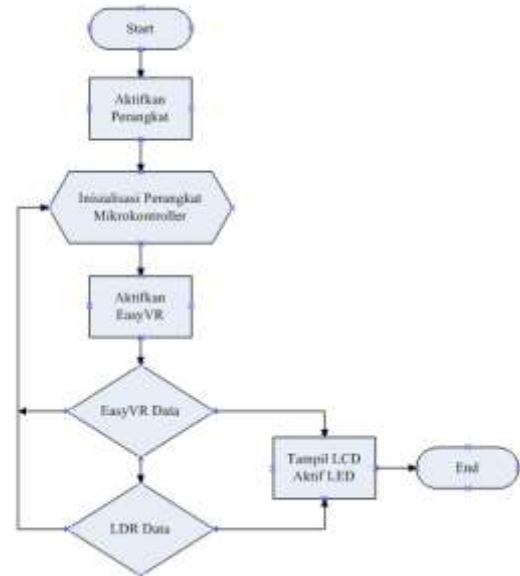 Start
Aktifkan
Perangkat
Inisialisasi Perangkat
Mikrokontroller
Aktifkan
EasyVR
EasyVR Data
Tampil LCD
Aktif LED
End
LDR Data